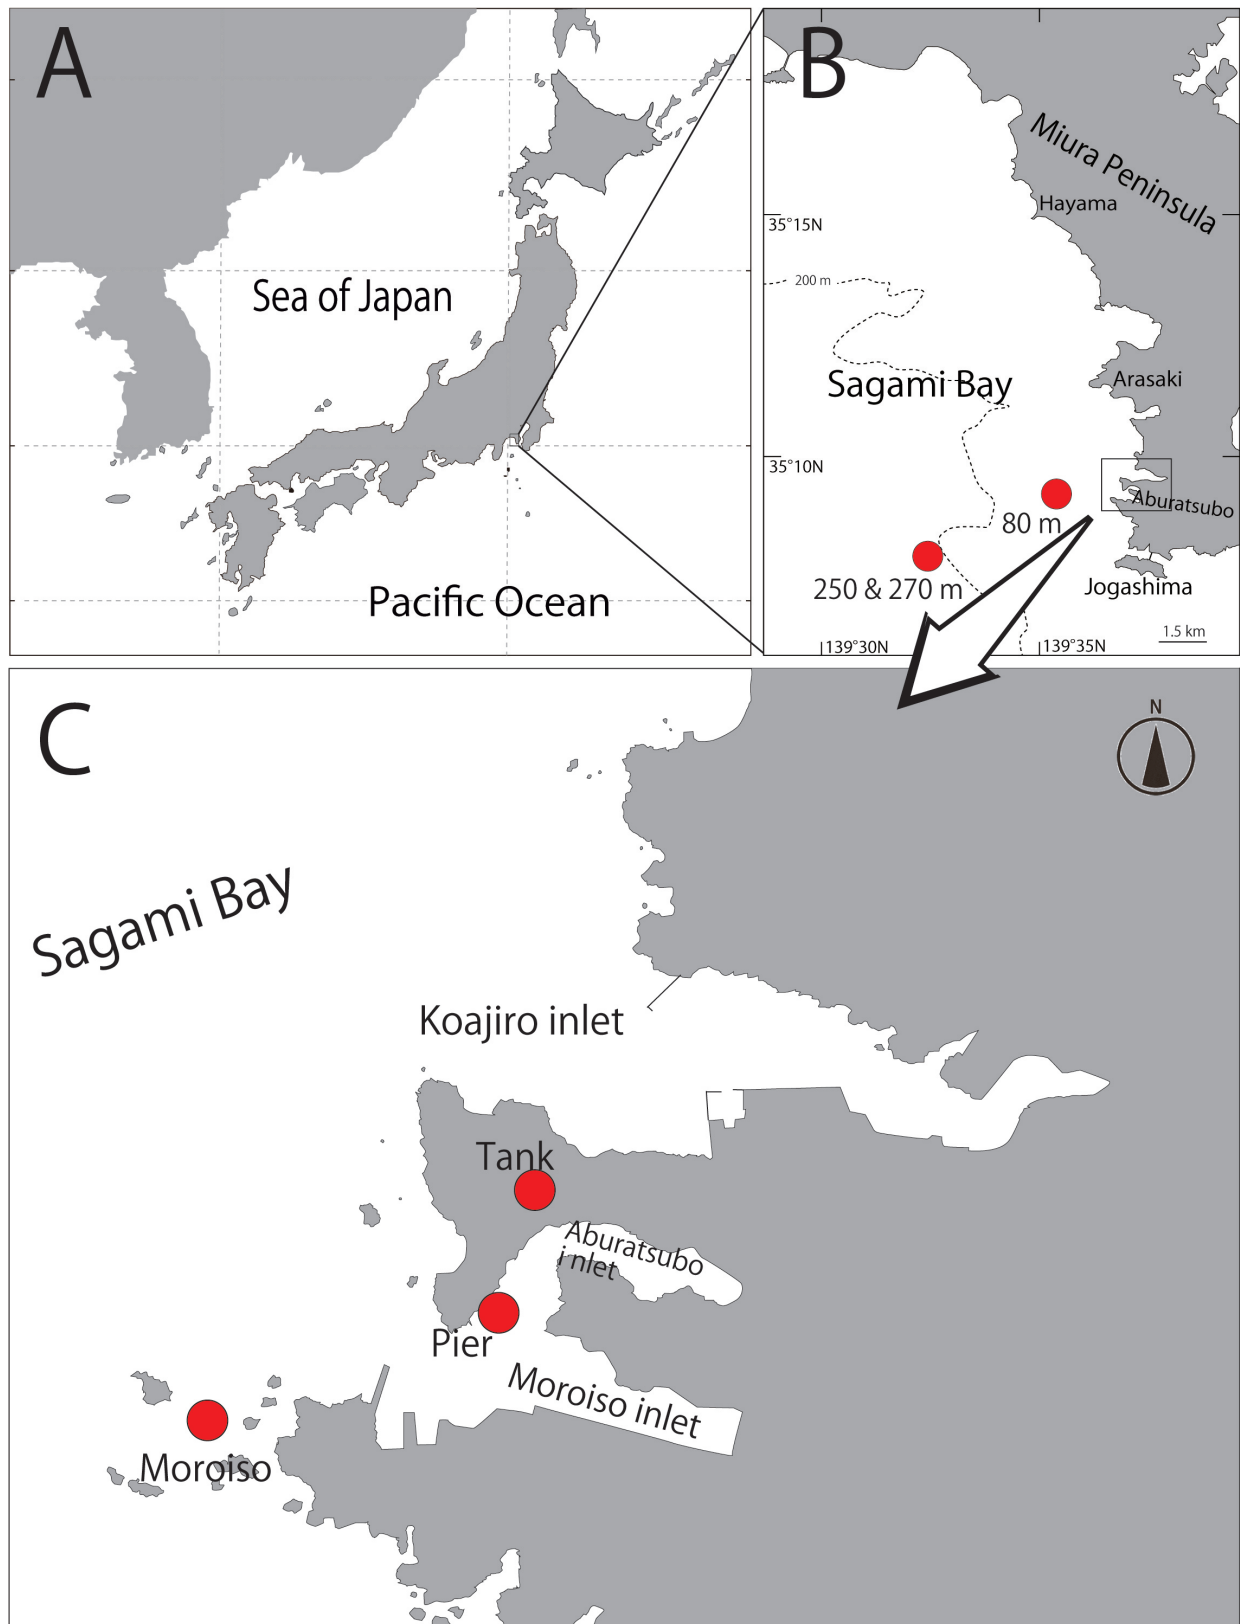 A
Sea of Japan
Pacific Ocean
B
Miura Peninsula
Hayama
35°15N
200 m
Sagami Bay
Arasaki
35°10N
Aburatsubo
80 m
250 & 270 m
Jogashima
1.5 km
139°30N
139°35N
C
N
Sagami Bay
Koajiro inlet
Tank
Aburatsubo
inlet
Pier
Moroiso inlet
Moroiso